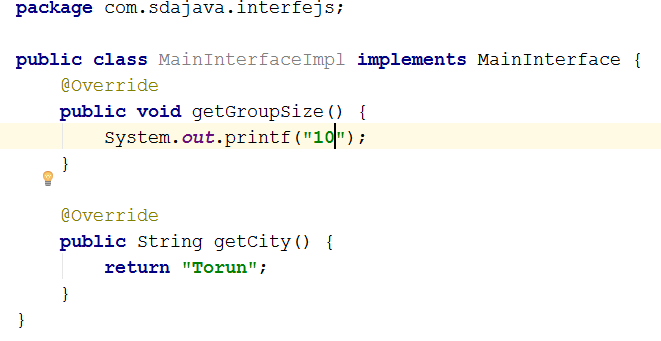 package com.sdajava.interfejs;
public class MainInterfaceImpl implements MainInterface {
@Override
public void getGroupSize() {
System.out.printf("10");
}
@Override
public String getCity() {
return "Torun";
}
}